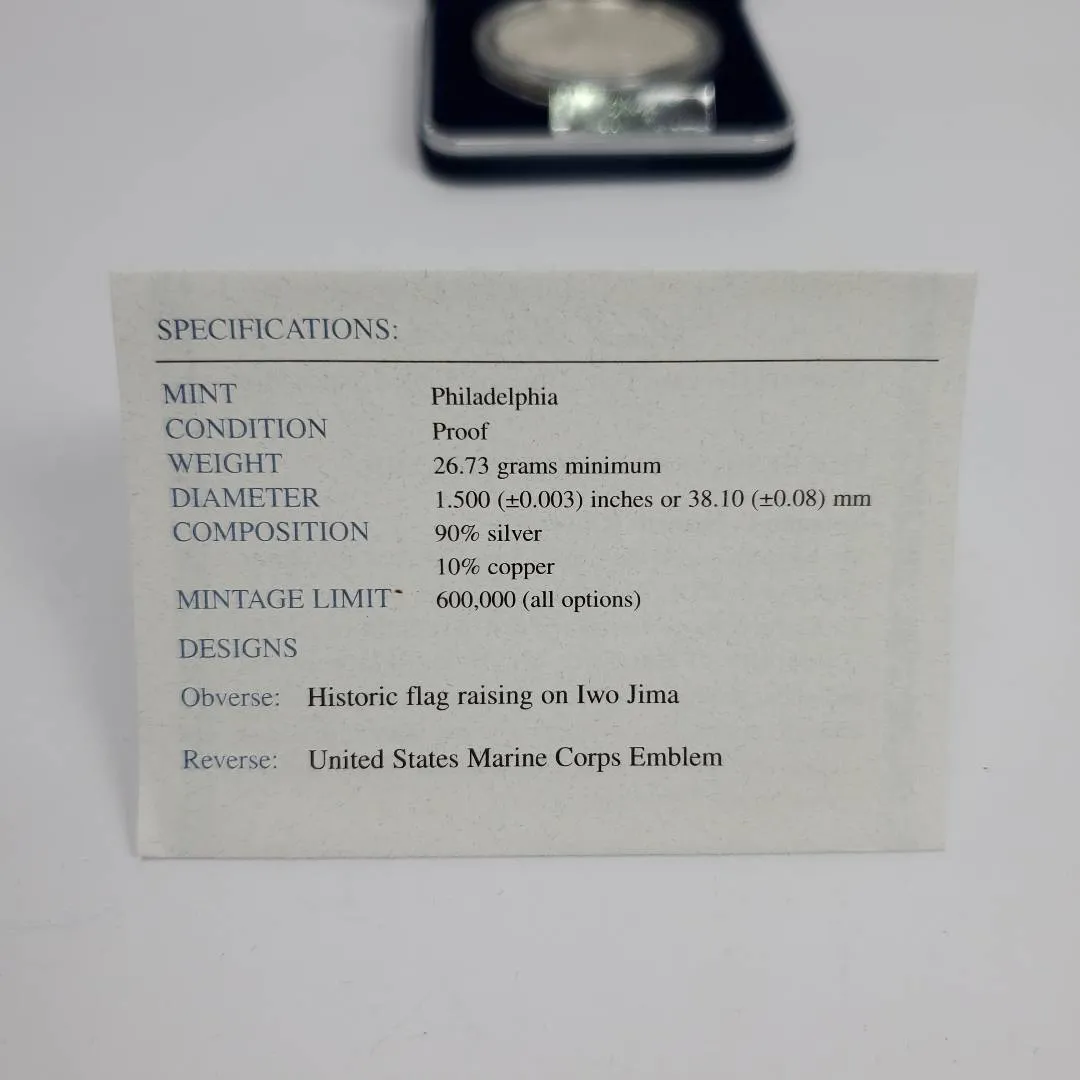 SPECIFICATIONS:
MINT Philadelphia
CONDITION Proof
WEIGHT 26.73 grams minimum
DIAMETER 1.500 (±0.003) inches or 38.10 (±0.08) mm
COMPOSITION 90% silver
10% copper
MINTAGE LIMIT 600,000 (all options)
DESIGNS
Obverse: Historic flag raising on Iwo Jima
Reverse: United States Marine Corps Emblem